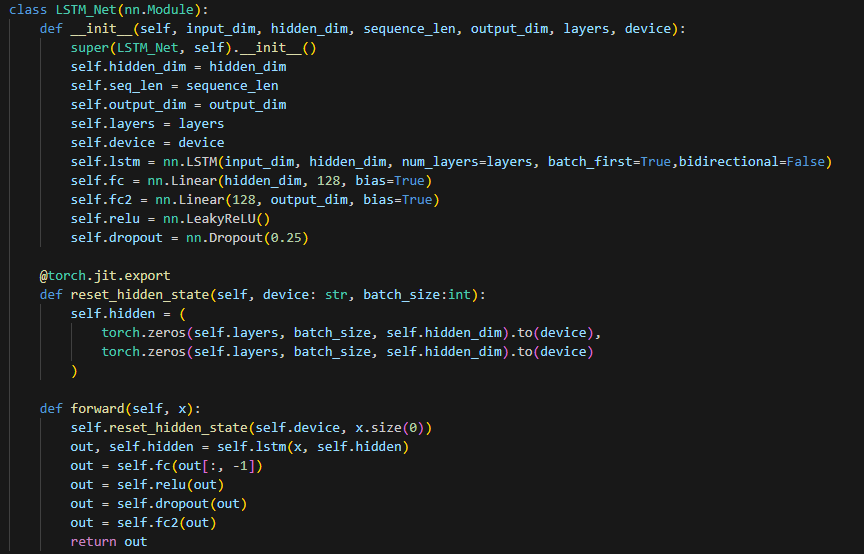 class LSTM_Net(nn.Module):
    def __init__(self, input_dim, hidden_dim, sequence_len, output_dim, layers, device):
        super(LSTM_Net, self).__init__()
        self.hidden_dim = hidden_dim
        self.seq_len = sequence_len
        self.output_dim = output_dim
        self.layers = layers
        self.device = device
        self.lstm = nn.LSTM(input_dim, hidden_dim, num_layers=layers, batch_first=True,bidirectional=False)
        self.fc = nn.Linear(hidden_dim, 128, bias=True)
        self.fc2 = nn.Linear(128, output_dim, bias=True)
        self.relu = nn.LeakyReLU()
        self.dropout = nn.Dropout(0.25)

    @torch.jit.export
    def reset_hidden_state(self, device: str, batch_size:int):
        self.hidden = (
            torch.zeros(self.layers, batch_size, self.hidden_dim).to(device),
            torch.zeros(self.layers, batch_size, self.hidden_dim).to(device)
        )

    def forward(self, x):
        self.reset_hidden_state(self.device, x.size(0))
        out, self.hidden = self.lstm(x, self.hidden)
        out = self.fc(out[:, -1])
        out = self.relu(out)
        out = self.dropout(out)
        out = self.fc2(out)
        return out